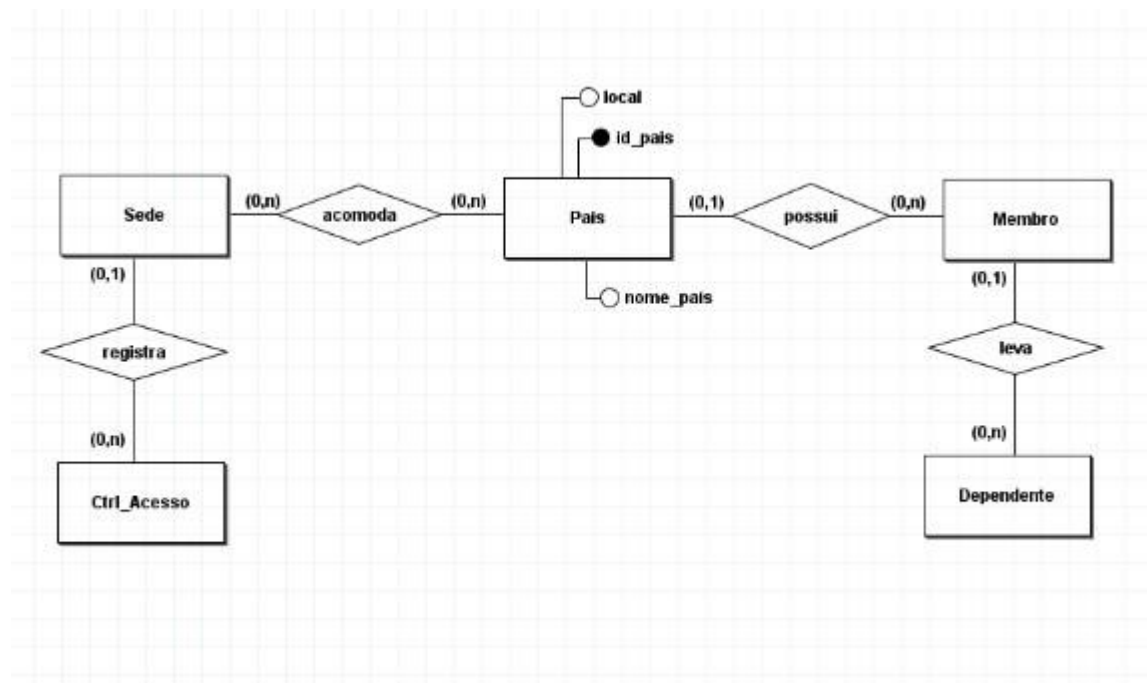 local
id_pais
Sede
(0,n)
acomoda
(0,n)
Pais
(0,1)
possui
(0,n)
Membro
nome_pais
(0,1)
registra
(0,n)
Ctrl_Acesso
(0,1)
leva
(0,n)
Dependente